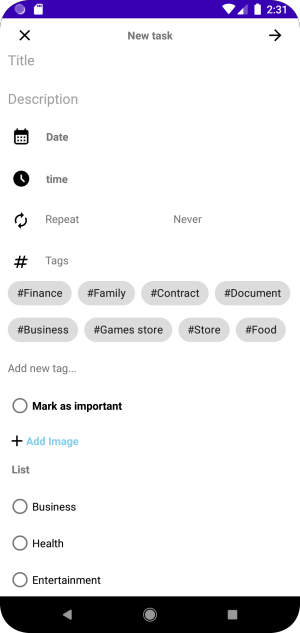 2:31
New task
Title
Description
Date
time
Repeat Never
Tags
#Finance #Family #Contract #Document
#Business #Games store #Store #Food
Add new tag...
Mark as important
Add Image
List
Business
Health
Entertainment